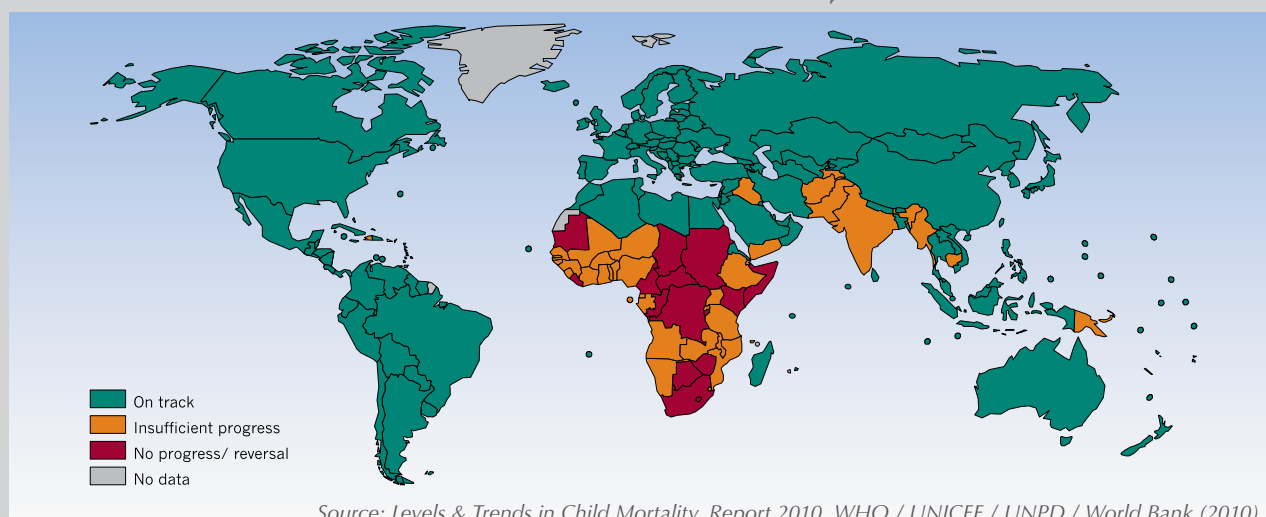 On track
Insufficient progress
No progress/ reversal
No data
Source: Levels & Trends in Child Mortality, Report 2010, WHO / UNICEF / UNPD / World Bank (2010)